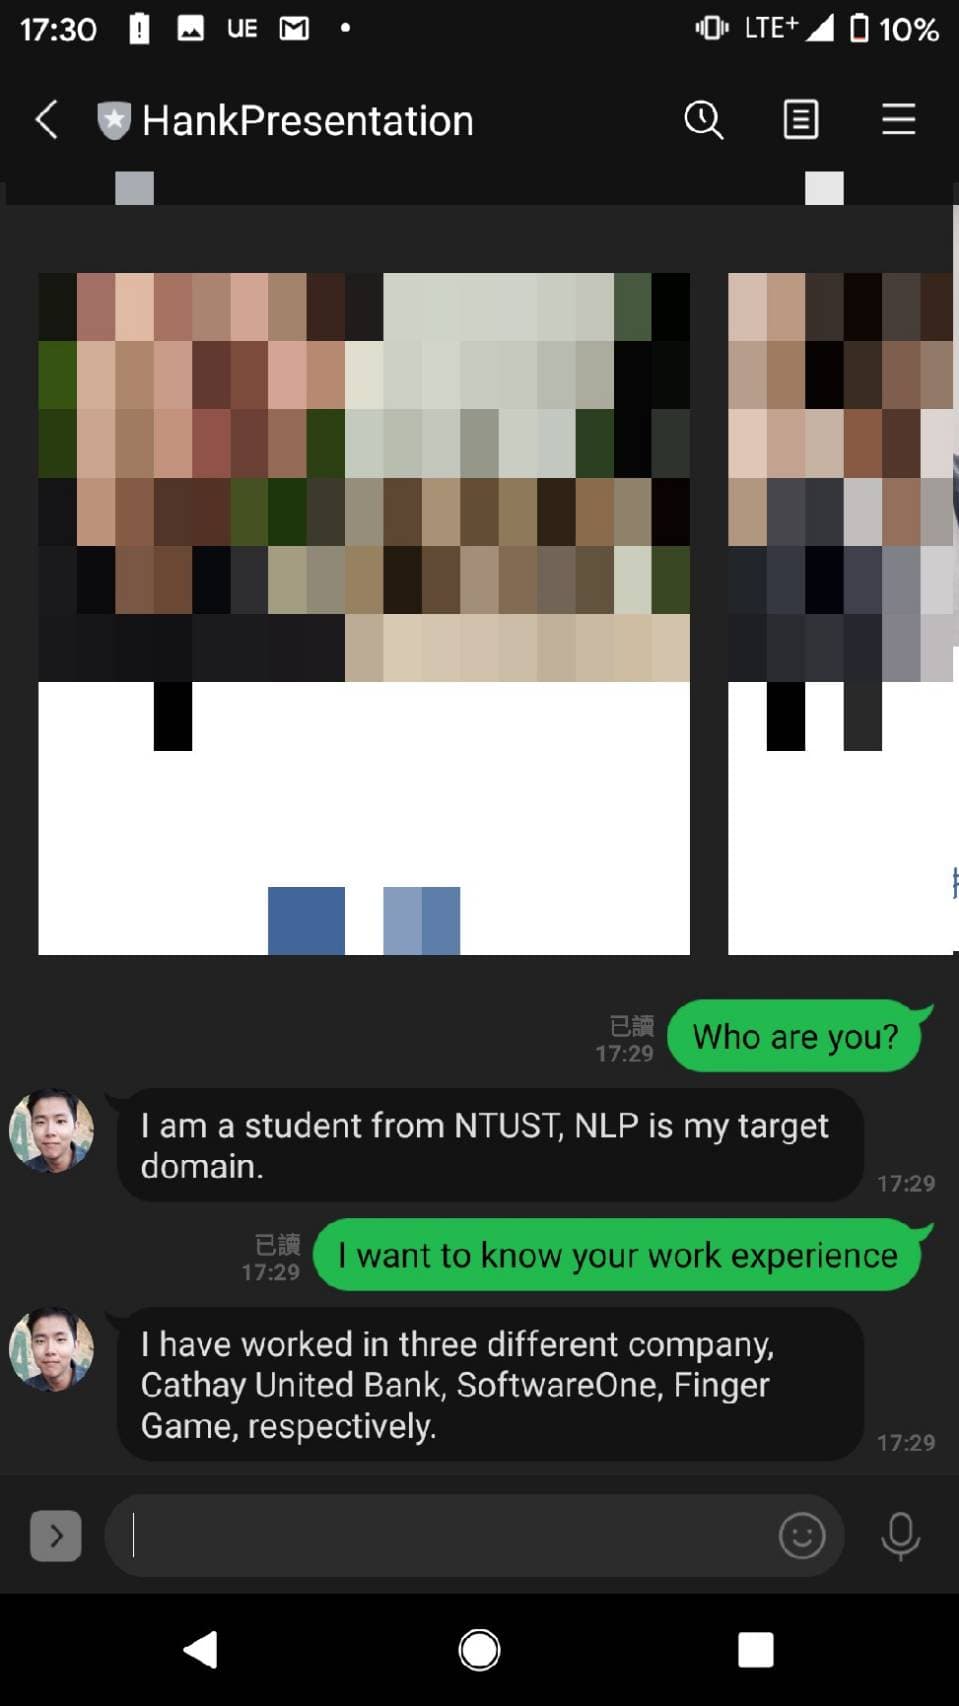 17:30 UE LTE+ 10%
HankPresentation
已讀
17:29
Who are you?
I am a student from NTUST, NLP is my target
domain.
17:29
已讀
17:29
I want to know your work experience
I have worked in three different company,
Cathay United Bank, SoftwareOne, Finger
Game, respectively.
17:29